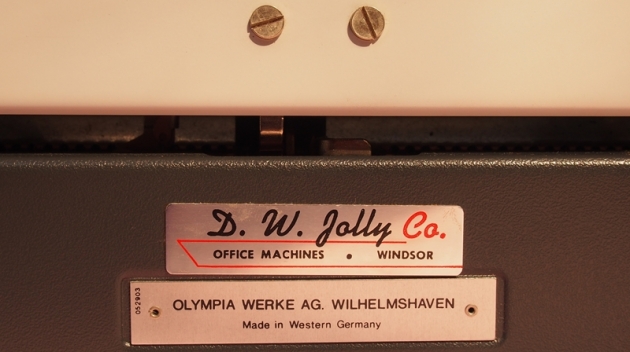 D. W. Jolly Co.
OFFICE MACHINES • WINDSOR
052903
OLYMPIA WERKE AG. WILHELMSHAVEN
Made in Western Germany